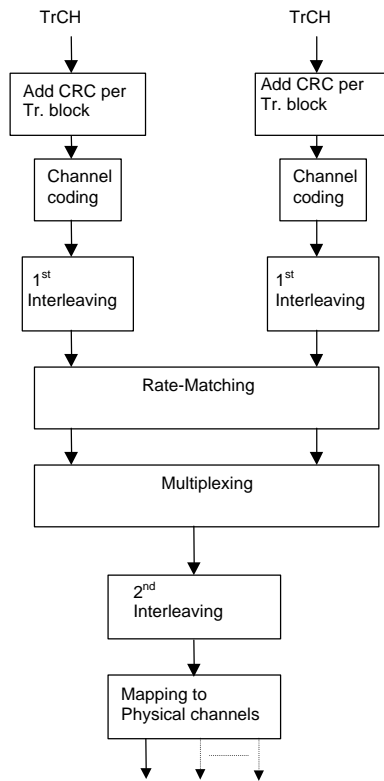 TrCH
TrCH
Add CRC per
Tr. block
Add CRC per
Tr. block
Channel
coding
Channel
coding
1st
Interleaving
1st
Interleaving
Rate-Matching
Multiplexing
2nd
Interleaving
Mapping to
Physical channels